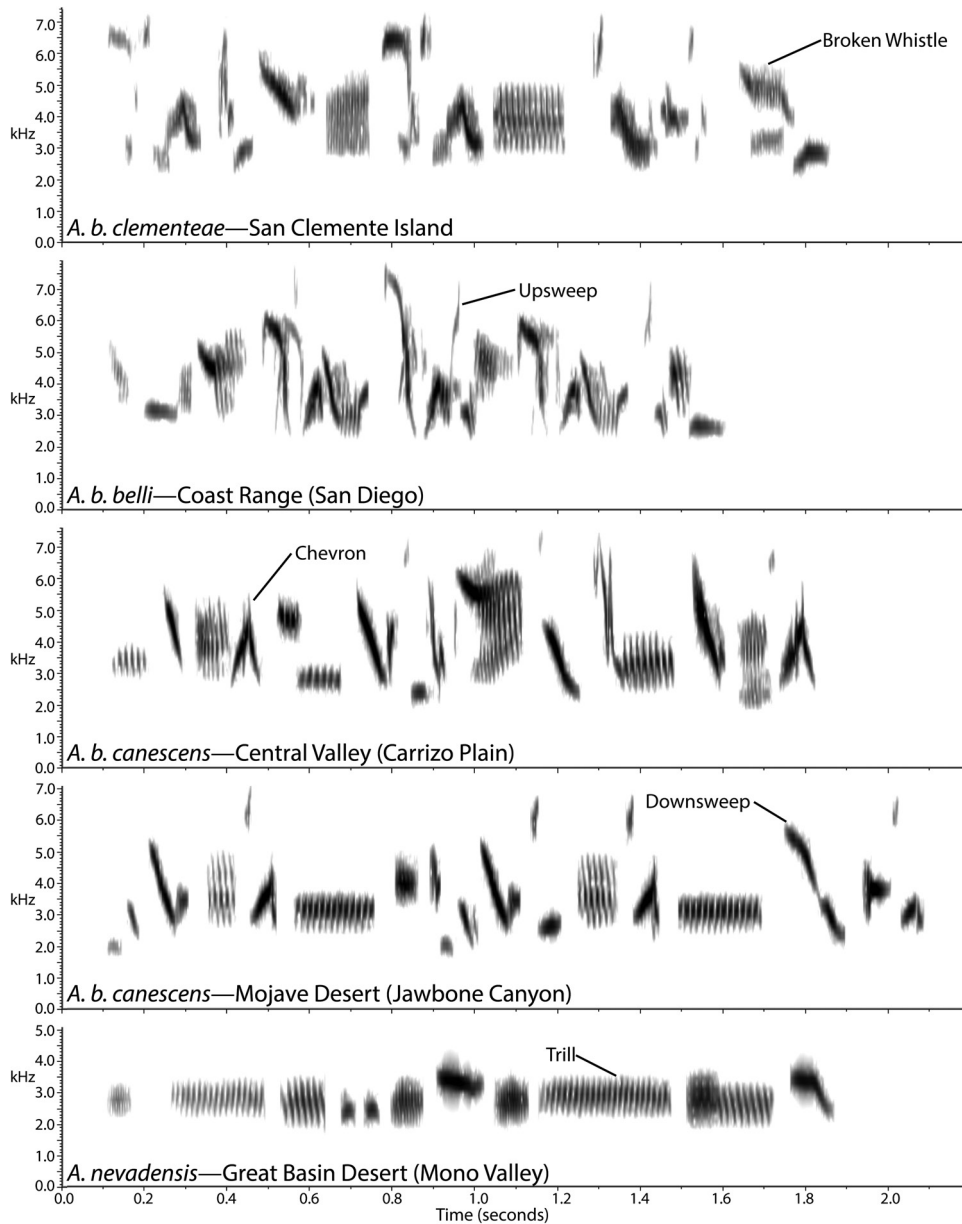 7.0
6.0
5.0
4.0
kHz
3.0
2.0
1.0
0.0
Broken Whistle
A. b. clementeae—San Clemente Island
7.0
6.0
5.0
4.0
kHz
3.0
2.0
1.0
0.0
Upsweep
A. b. belli—Coast Range (San Diego)
7.0
6.0
5.0
4.0
kHz
3.0
2.0
1.0
0.0
Chevron
A. b. canescens—Central Valley (Carrizo Plain)
7.0
6.0
5.0
4.0
kHz
3.0
2.0
1.0
0.0
Downsweep
A. b. canescens—Mojave Desert (Jawbone Canyon)
5.0
4.0
kHz
3.0
2.0
1.0
0.0
Trill
A. nevadensis—Great Basin Desert (Mono Valley)
0.0 0.2 0.4 0.6 0.8 1.0 1.2 1.4 1.6 1.8 2.0
Time (seconds)